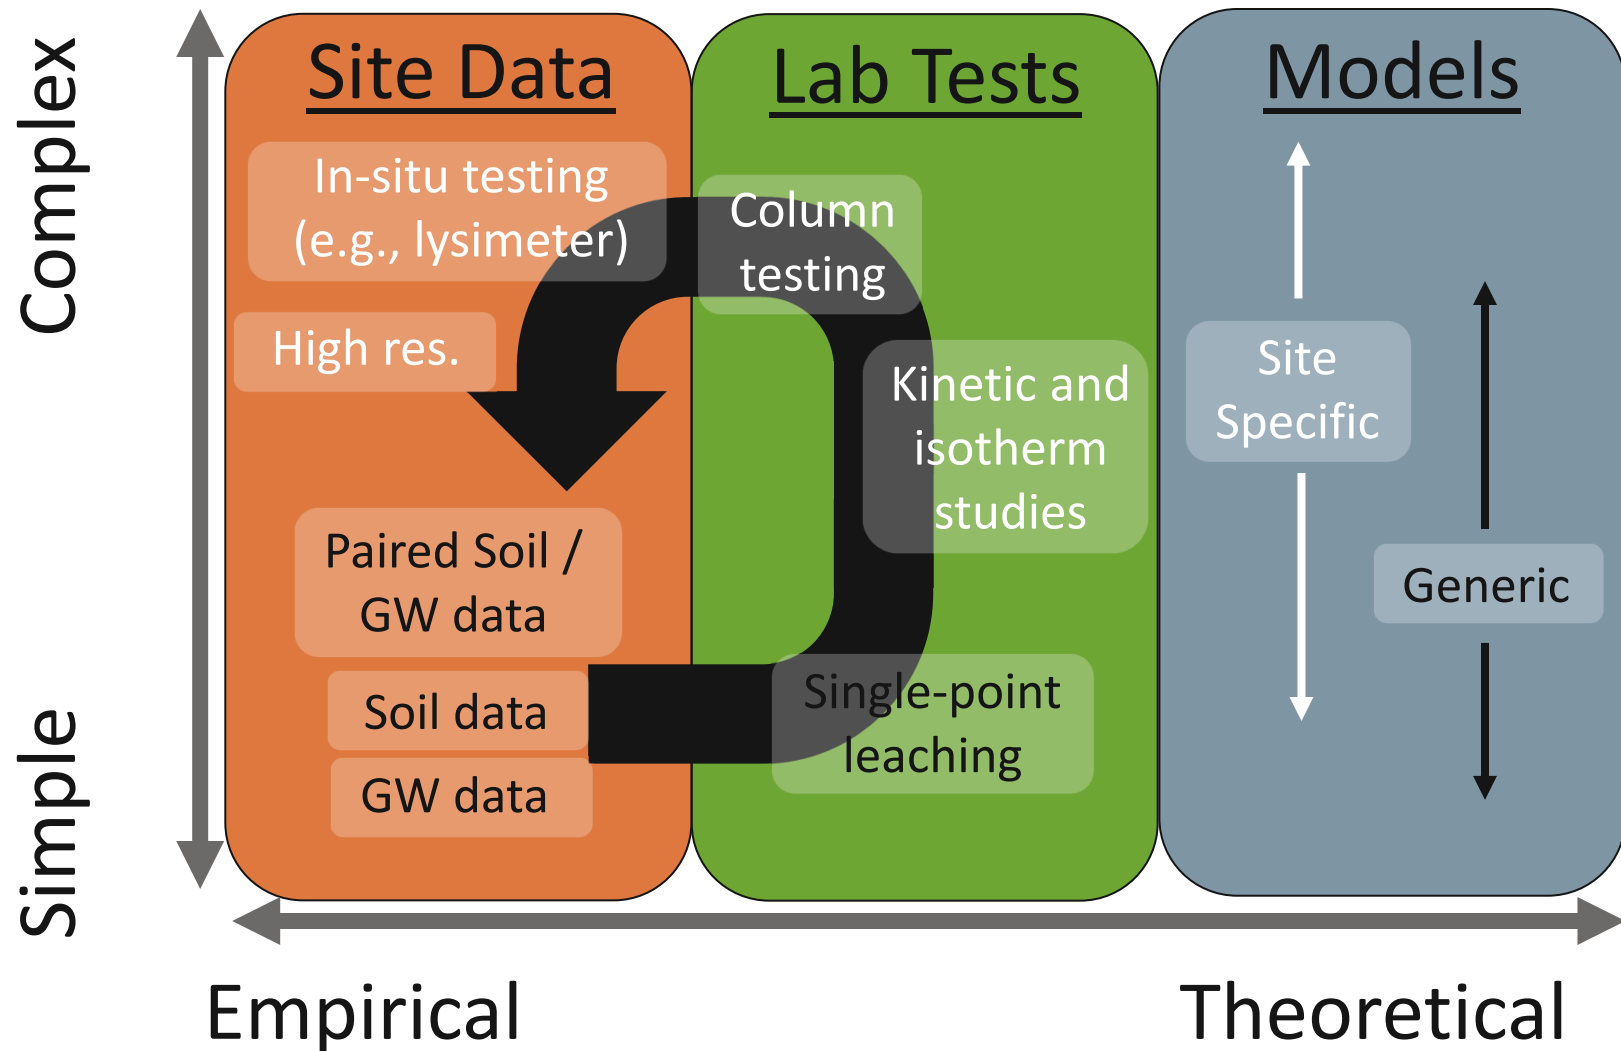 Complex
Simple
Site Data
In-situ testing
(e.g., lysimeter)
High res.
Paired Soil /
GW data
Soil data
GW data
Lab Tests
Column
testing
Kinetic and
isotherm
studies
Single-point
leaching
Models
Site
Specific
Generic
Empirical
Theoretical